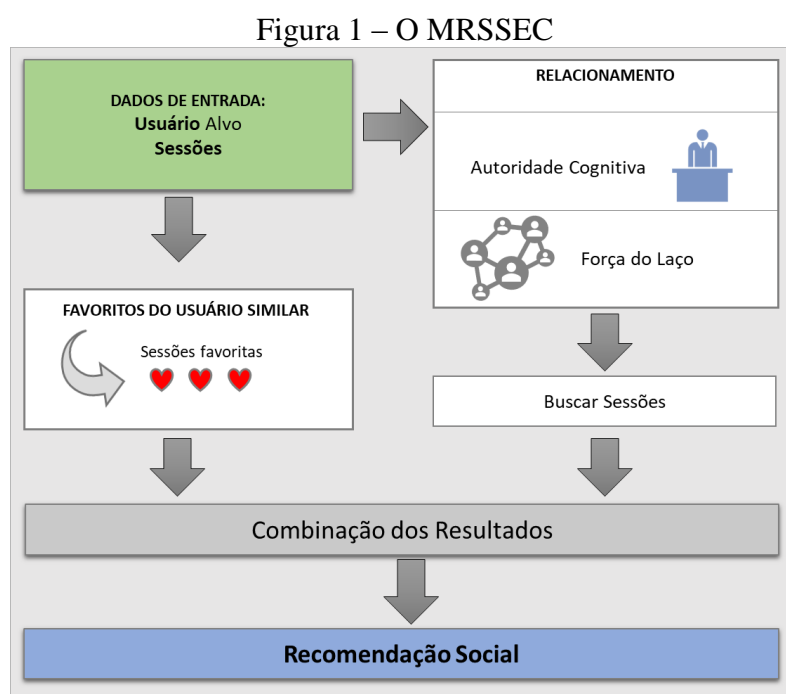 Figura 1 – O MRSSEC
DADOS DE ENTRADA:
Usuário Alvo
Sessões
RELACIONAMENTO
Autoridade Cognitiva
Força do Laço
FAVORITOS DO USUÁRIO SIMILAR
Sessões favoritas
Buscar Sessões
Combinação dos Resultados
Recomendação Social